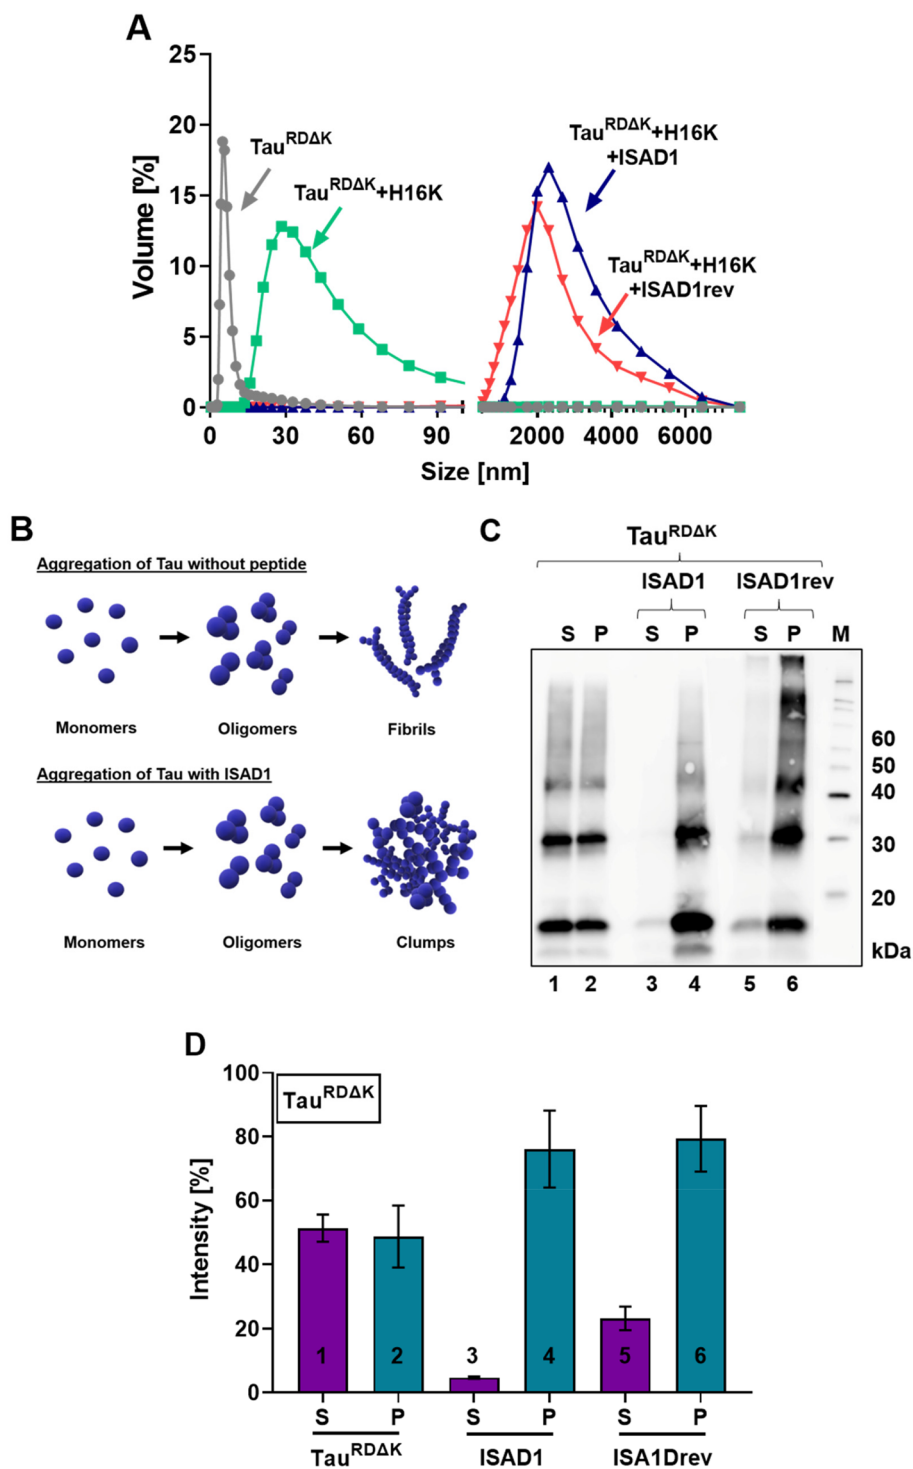 A
25
20
15
10
5
0
Volume [%]
Tau^RDΔK
Tau^RDΔK+H16K
Tau^RDΔK+H16K
+ISAD1
Tau^RDΔK+H16K
+ISAD1rev
0 30 60 90 2000 4000 6000
Size [nm]
B
Aggregation of Tau without peptide
Monomers Oligomers Fibrils
Aggregation of Tau with ISAD1
Monomers Oligomers Clumps
C
Tau^RDΔK
ISAD1 ISAD1rev
S P S P S P M
60
50
40
30
20
kDa
1 2 3 4 5 6
D
100
80
60
40
20
0
Intensity [%]
Tau^RDΔK
1 2 3 4 5 6
S P S P S P
Tau^RDΔK ISAD1 ISA1Drev